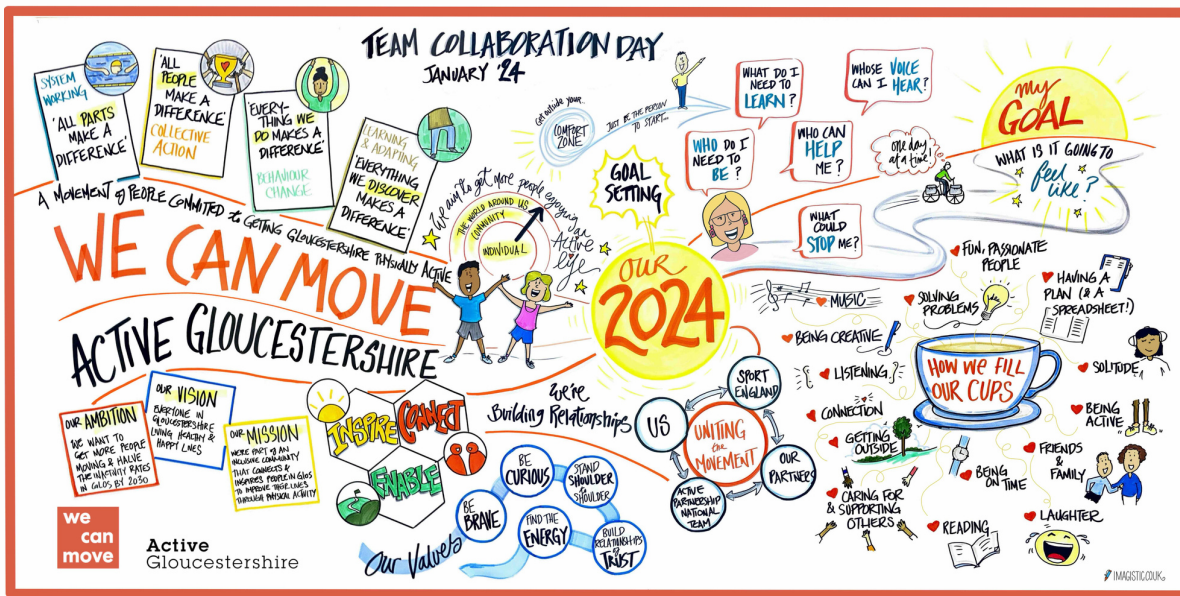 TEAM COLLABORATION DAY
JANUARY '24
SYSTEM
WORKING
'ALL PARTS
MAKE A
DIFFERENCE'
'ALL
PEOPLE
MAKE A
DIFFERENCE'
COLLECTIVE
ACTION
'EVERY-
THING WE
DO MAKES A
DIFFERENCE'
BEHAVIOUR
CHANGE
LEARNING
& ADAPTING
'EVERYTHING
WE DISCOVER
MAKES A
DIFFERENCE'
A MOVEMENT of PEOPLE COMMITTED to GETTING GLOUCESTERSHIRE PHYSICALLY ACTIVE
WE CAN MOVE
ACTIVE GLOUCESTERSHIRE
We aim to get more people enjoying an
Active
life
THE WORLD AROUND US
COMMUNITY
INDIVIDUAL
Get outside your...
COMFORT
ZONE
JUST BE THE PERSON
TO START...
GOAL
SETTING
WHO DO I
NEED TO
BE?
WHAT DO I
NEED TO
LEARN?
WHOSE VOICE
CAN I HEAR?
WHO CAN
HELP
ME?
WHAT
COULD
STOP ME?
one day
at a time!
my
GOAL
WHAT IS IT GOING TO
feel
like?
OUR
2024
OUR AMBITION
WE WANT TO
GET MORE PEOPLE
MOVING & HALVE
THE INACTIVITY RATES
IN GLOS BY 2030
OUR VISION
EVERYONE IN
GLOUCESTERSHIRE
LIVING HEALTHY &
HAPPY LIVES
OUR MISSION
WE'RE PART OF AN
INCLUSIVE COMMUNITY
THAT CONNECTS &
INSPIRES PEOPLE IN GLOS
TO IMPROVE THEIR LIVES
THROUGH PHYSICAL ACTIVITY
INSPIRE
CONNECT
ENABLE
we
can
move
Active
Gloucestershire
Our Values
BE
BRAVE
BE
CURIOUS
STAND
SHOULDER
to
SHOULDER
FIND THE
ENERGY
BUILD
RELATIONSHIPS
&
TRUST
We're
Building Relationships
US
SPORT
ENGLAND
UNITING
the
MOVEMENT
OUR
PARTNERS
ACTIVE
PARTNERSHIP
NATIONAL
TEAM
HOW WE FILL
OUR CUPS
FUN, PASSIONATE
PEOPLE
MUSIC
SOLVING
PROBLEMS
HAVING A
PLAN (& A
SPREADSHEET!)
BEING CREATIVE
LISTENING
SOLITUDE
CONNECTION
BEING
ACTIVE
GETTING
OUTSIDE
BEING
ON TIME
FRIENDS
&
FAMILY
CARING FOR
& SUPPORTING
OTHERS
READING
LAUGHTER
IMAGISTIC.CO.UK